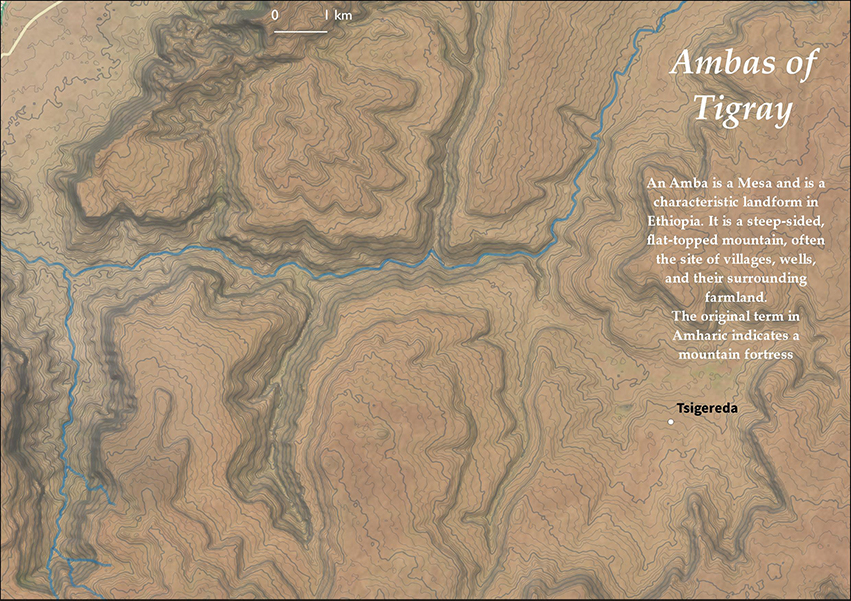 0 1 km
Ambas of
Tigray
An Amba is a Mesa and is a
characteristic landform in
Ethiopia. It is a steep-sided,
flat-topped mountain, often
the site of villages, wells,
and their surrounding
farmland.
The original term in
Amharic indicates a
mountain fortress
Tsigereda